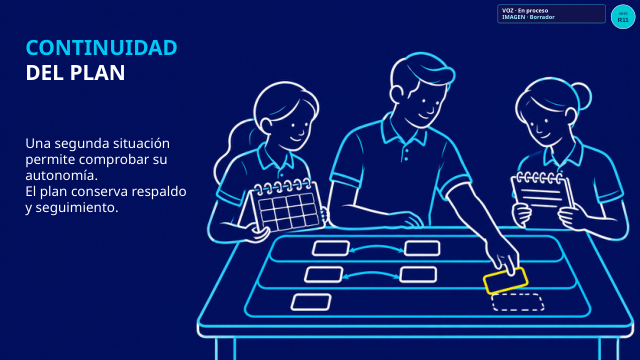 VOZ - En proceso
IMAGEN - Borrador
R11
CONTINUIDAD
DEL PLAN
Una segunda situación
permite comprobar su
autonomía.
El plan conserva respaldo
y seguimiento.